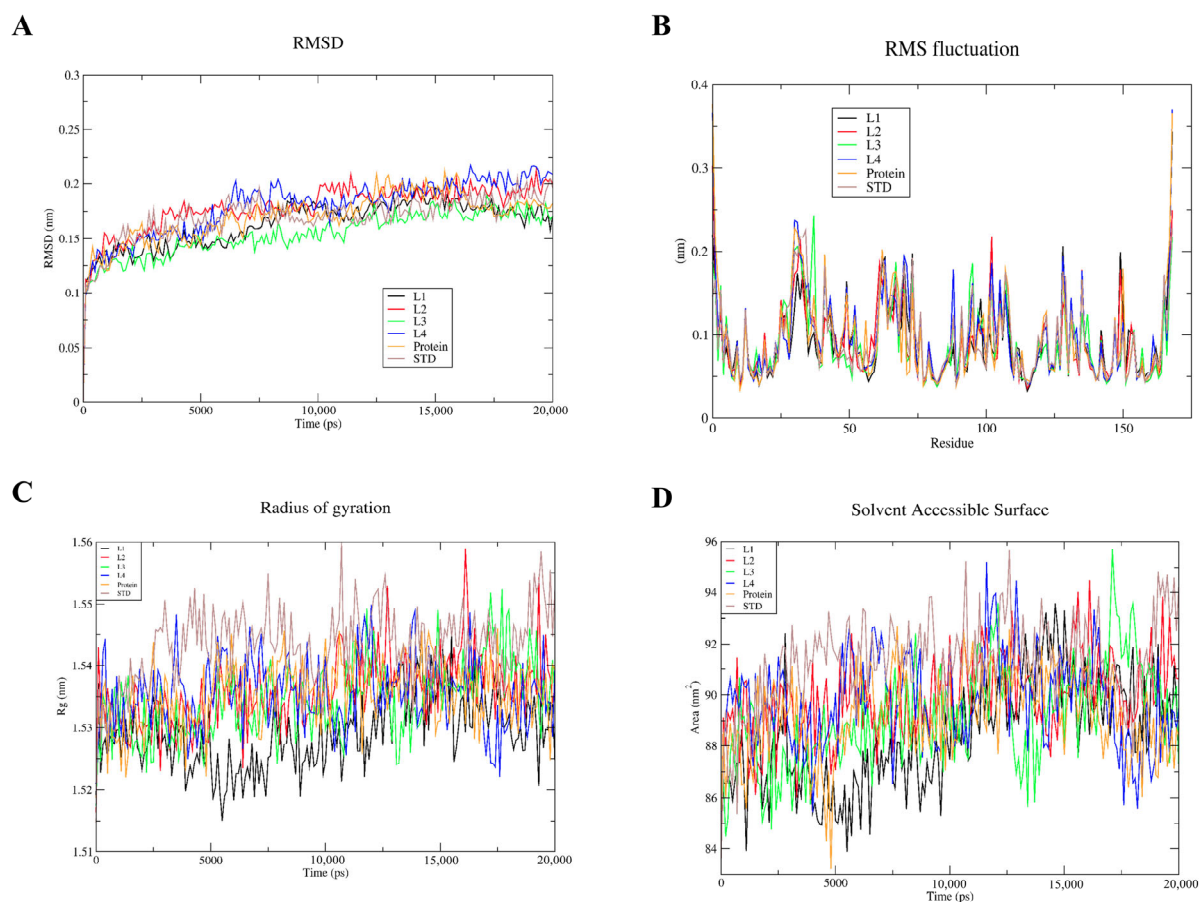 A
RMSD
0.3
0.25
0.2
0.15
0.1
0.05
0
RMSD (nm)
L1
L2
L3
L4
Protein
STD
0
5000
10,000
15,000
20,000
Time (ps)
B
RMS fluctuation
0.4
0.3
0.2
0.1
0
(nm)
L1
L2
L3
L4
Protein
STD
0
50
100
150
Residue
C
Radius of gyration
1.56
1.55
1.54
1.53
1.52
1.51
Rg (nm)
L1
L2
L3
L4
Protein
STD
0
5000
10,000
15,000
20,000
Time (ps)
D
Solvent Accessible Surface
96
94
92
90
88
86
84
Area (nm²)
L1
L2
L3
L4
Protein
STD
0
5000
10,000
15,000
20,000
Time (ps)